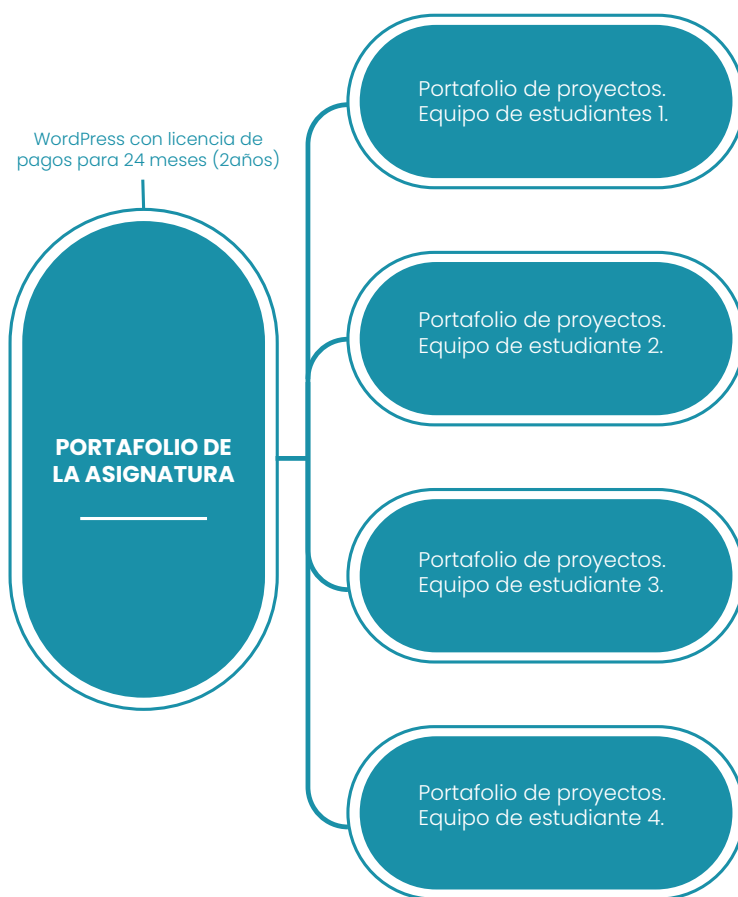 Portafolio de proyectos.
Equipo de estudiantes 1.
WordPress con licencia de
pagos para 24 meses (2años)
Portafolio de proyectos.
Equipo de estudiante 2.
PORTAFOLIO DE
LA ASIGNATURA
Portafolio de proyectos.
Equipo de estudiante 3.
Portafolio de proyectos.
Equipo de estudiante 4.